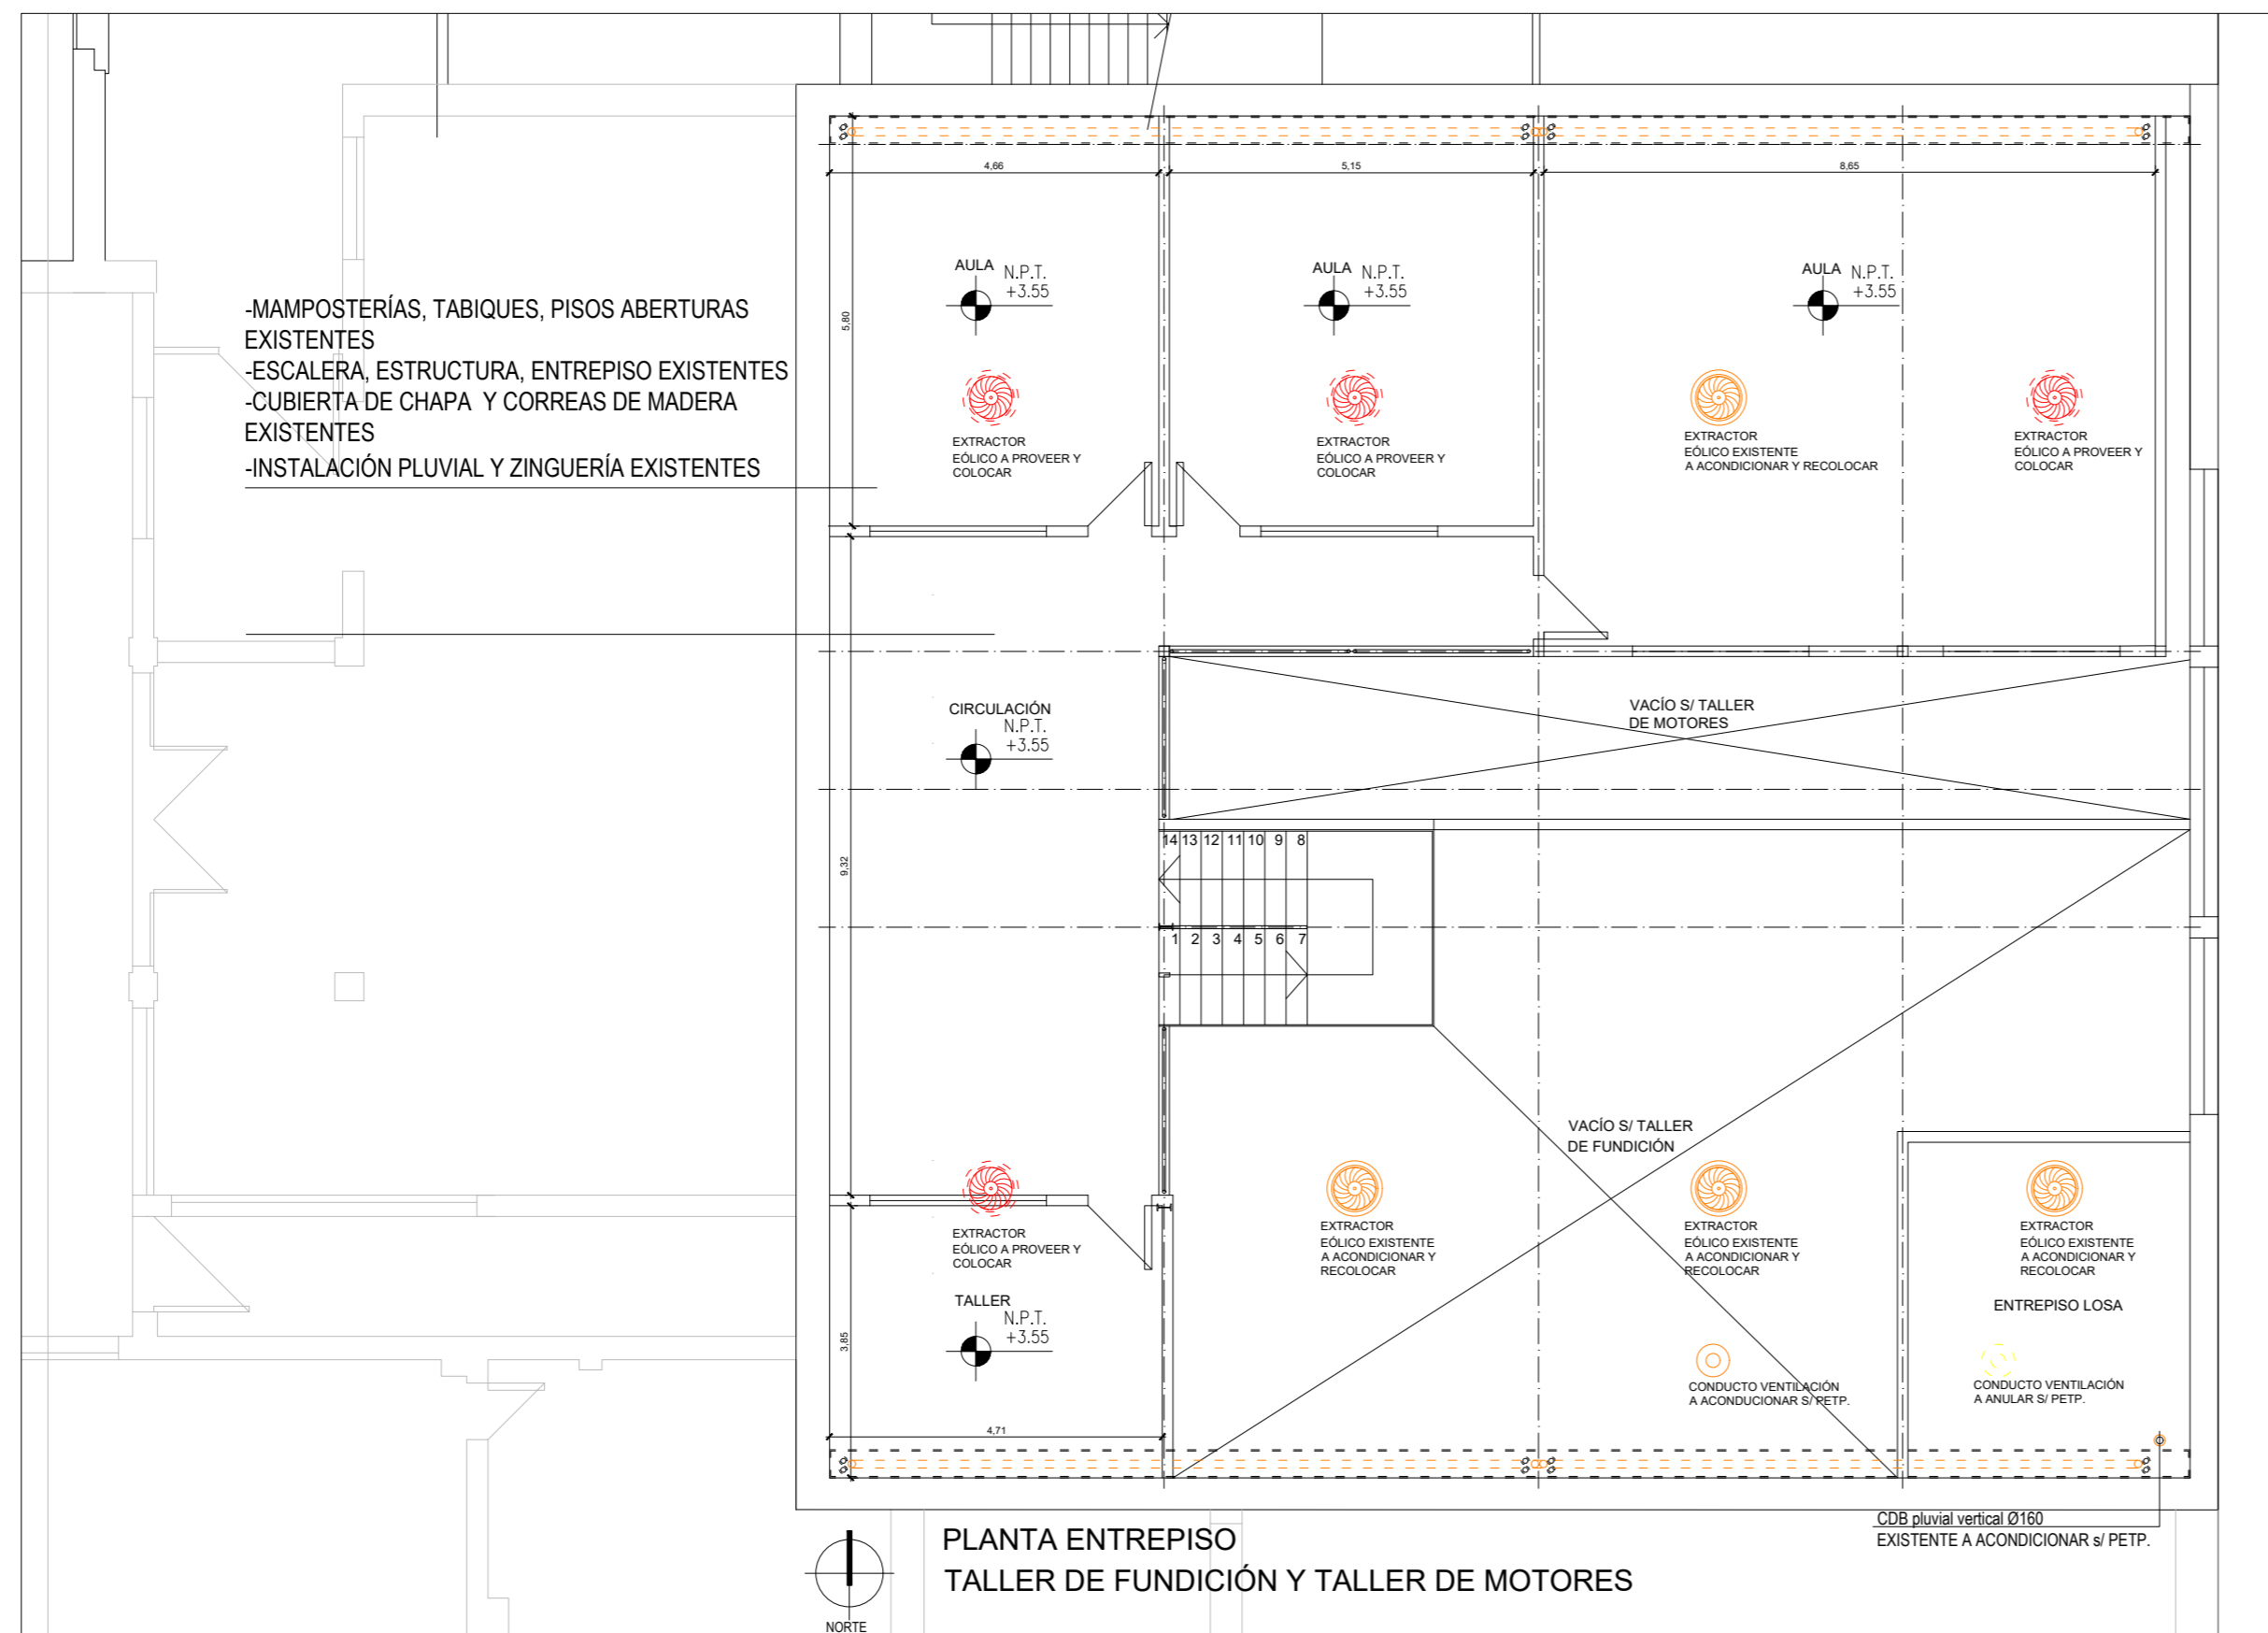 4,66
5,15
8,65
5,80
AULA N.P.T.
+3.55
AULA N.P.T.
+3.55
AULA N.P.T.
+3.55
-MAMPOSTERÍAS, TABIQUES, PISOS ABERTURAS
EXISTENTES
-ESCALERA, ESTRUCTURA, ENTREPISO EXISTENTES
-CUBIERTA DE CHAPA Y CORREAS DE MADERA
EXISTENTES
-INSTALACIÓN PLUVIAL Y ZINGUERÍA EXISTENTES
EXTRACTOR
EÓLICO A PROVEER Y
COLOCAR
EXTRACTOR
EÓLICO A PROVEER Y
COLOCAR
EXTRACTOR
EÓLICO EXISTENTE
A ACONDICIONAR Y RECOLOCAR
EXTRACTOR
EÓLICO A PROVEER Y
COLOCAR
CIRCULACIÓN
N.P.T.
+3.55
VACÍO S/ TALLER
DE MOTORES
9,32
14 13 12 11 10 9 8
1 2 3 4 5 6 7
VACÍO S/ TALLER
DE FUNDICIÓN
EXTRACTOR
EÓLICO A PROVEER Y
COLOCAR
EXTRACTOR
EÓLICO EXISTENTE
A ACONDICIONAR Y
RECOLOCAR
EXTRACTOR
EÓLICO EXISTENTE
A ACONDICIONAR Y
RECOLOCAR
EXTRACTOR
EÓLICO EXISTENTE
A ACONDICIONAR Y
RECOLOCAR
ENTREPISO LOSA
TALLER
N.P.T.
+3.55
3,85
CONDUCTO VENTILACIÓN
A ACONDUCIONAR S/ PETP.
CONDUCTO VENTILACIÓN
A ANULAR S/ PETP.
4,71
CDB pluvial vertical Ø160
EXISTENTE A ACONDICIONAR s/ PETP.
PLANTA ENTREPISO
TALLER DE FUNDICIÓN Y TALLER DE MOTORES
NORTE